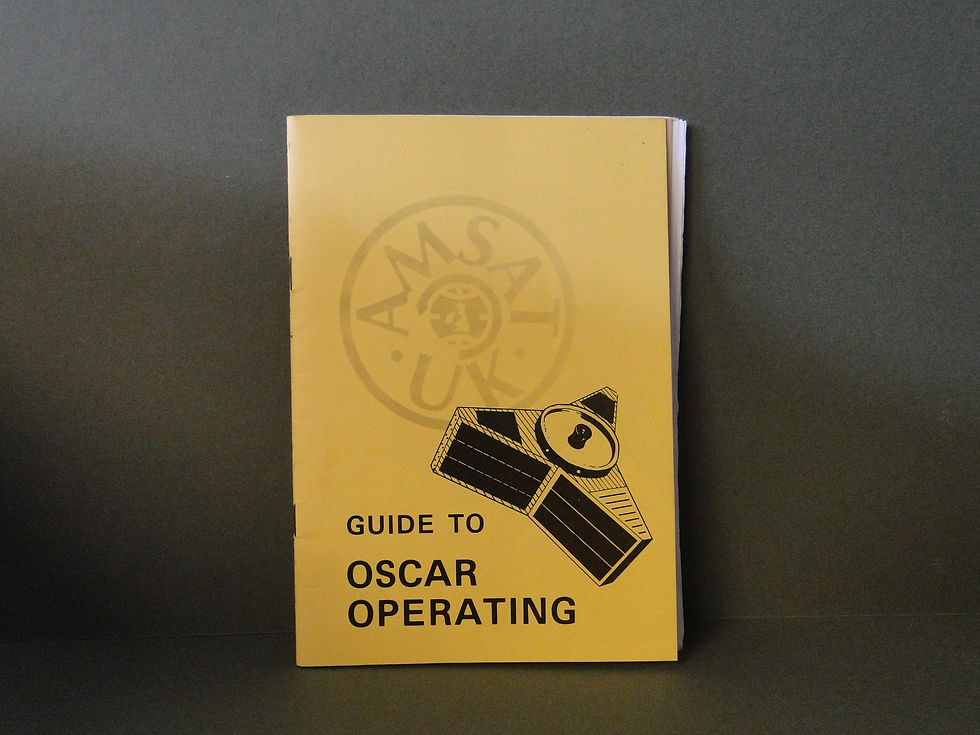 AMSAT
UK
GUIDE TO
OSCAR
OPERATING